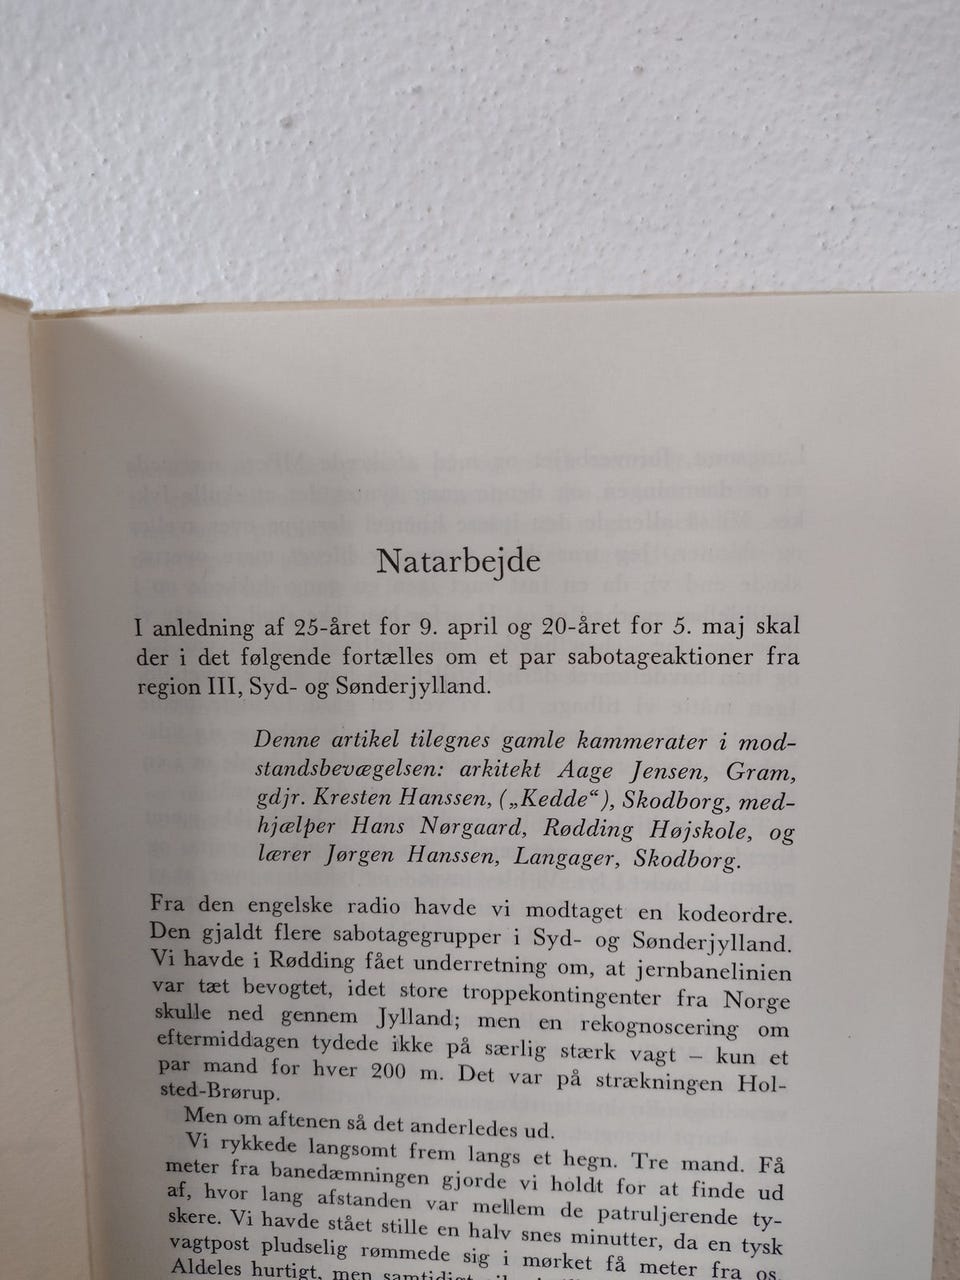 Natarbejde
I anledning af 25-året for 9. april og 20-året for 5. maj skal
der i det følgende fortælles om et par sabotageaktioner fra
region III, Syd- og Sønderjylland.
Denne artikel tilegnes gamle kammerater i mod-
standsbevægelsen: arkitekt Aage Jensen, Gram,
gdjr. Kresten Hanssen, („Kedde“), Skodborg, med-
hjælper Hans Nørgaard, Rødding Højskole, og
lærer Jørgen Hanssen, Langager, Skodborg.
Fra den engelske radio havde vi modtaget en kodeordre.
Den gjaldt flere sabotagegrupper i Syd- og Sønderjylland.
Vi havde i Rødding fået underretning om, at jernbanelinien
var tæt bevogtet, idet store troppekontingenter fra Norge
skulle ned gennem Jylland; men en rekognoscering om
eftermiddagen tydede ikke på særlig stærk vagt – kun et
par mand for hver 200 m. Det var på strækningen Hol-
sted-Brørup.
Men om aftenen så det anderledes ud.
Vi rykkede langsomt frem langs et hegn. Tre mand. Få
meter fra banedæmningen gjorde vi holdt for at finde ud
af, hvor lang afstanden var mellem de patruljerende ty-
skere. Vi havde stået stille en halv snes minutter, da en tysk
vagtpost pludselig rømmede sig i mørket få meter fra os.
Aldeles hurtigt, men samtidigt